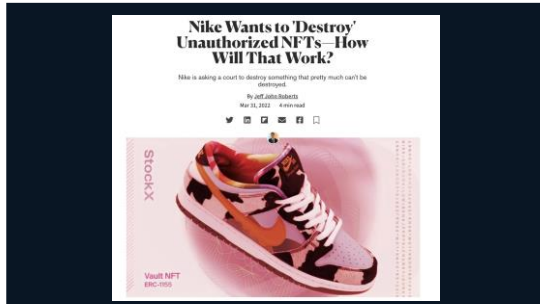 Nike Wants to 'Destroy'
Unauthorized NFTs—How
Will That Work?
Nike is asking a court to destroy something that pretty much can't be
destroyed.
By Jeff John Roberts
Mar 31, 2022 4 min read
StockX
Vault NFT
ERC-1155